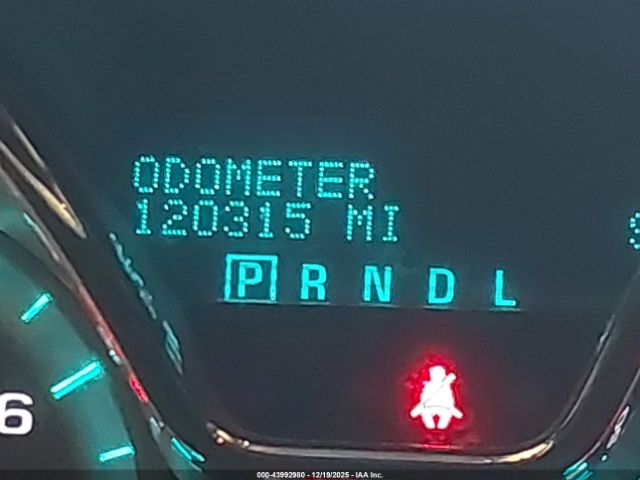 ODOMETER
120315 MI
P R N D L
6
000-43992980 - 12/19/2025 - IAA Inc.